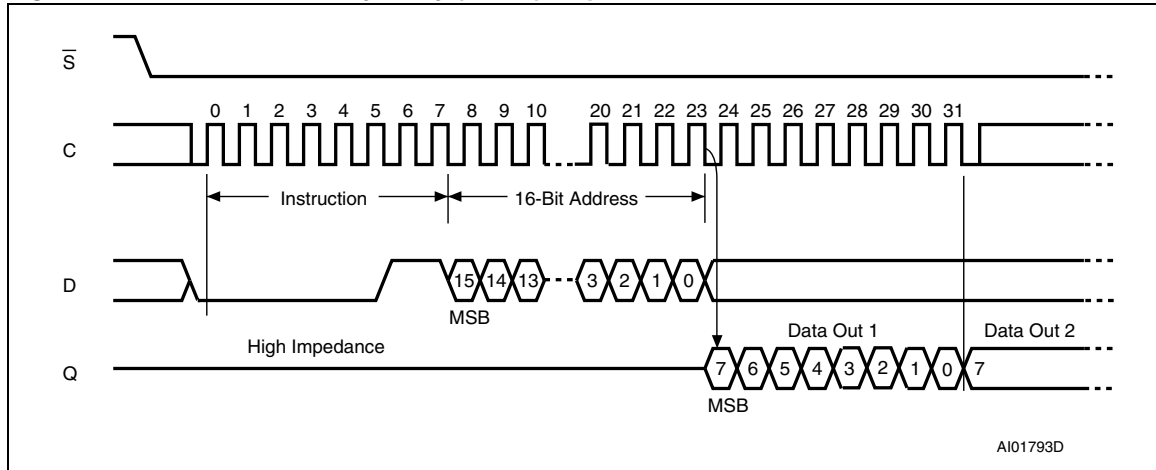 S
0 1 2 3 4 5 6 7 8 9 10 20 21 22 23 24 25 26 27 28 29 30 31
C
Instruction 16-Bit Address
D 15 14 13 3 2 1 0
MSB
High Impedance Data Out 1 Data Out 2
Q 7 6 5 4 3 2 1 0 7
MSB
AI01793D